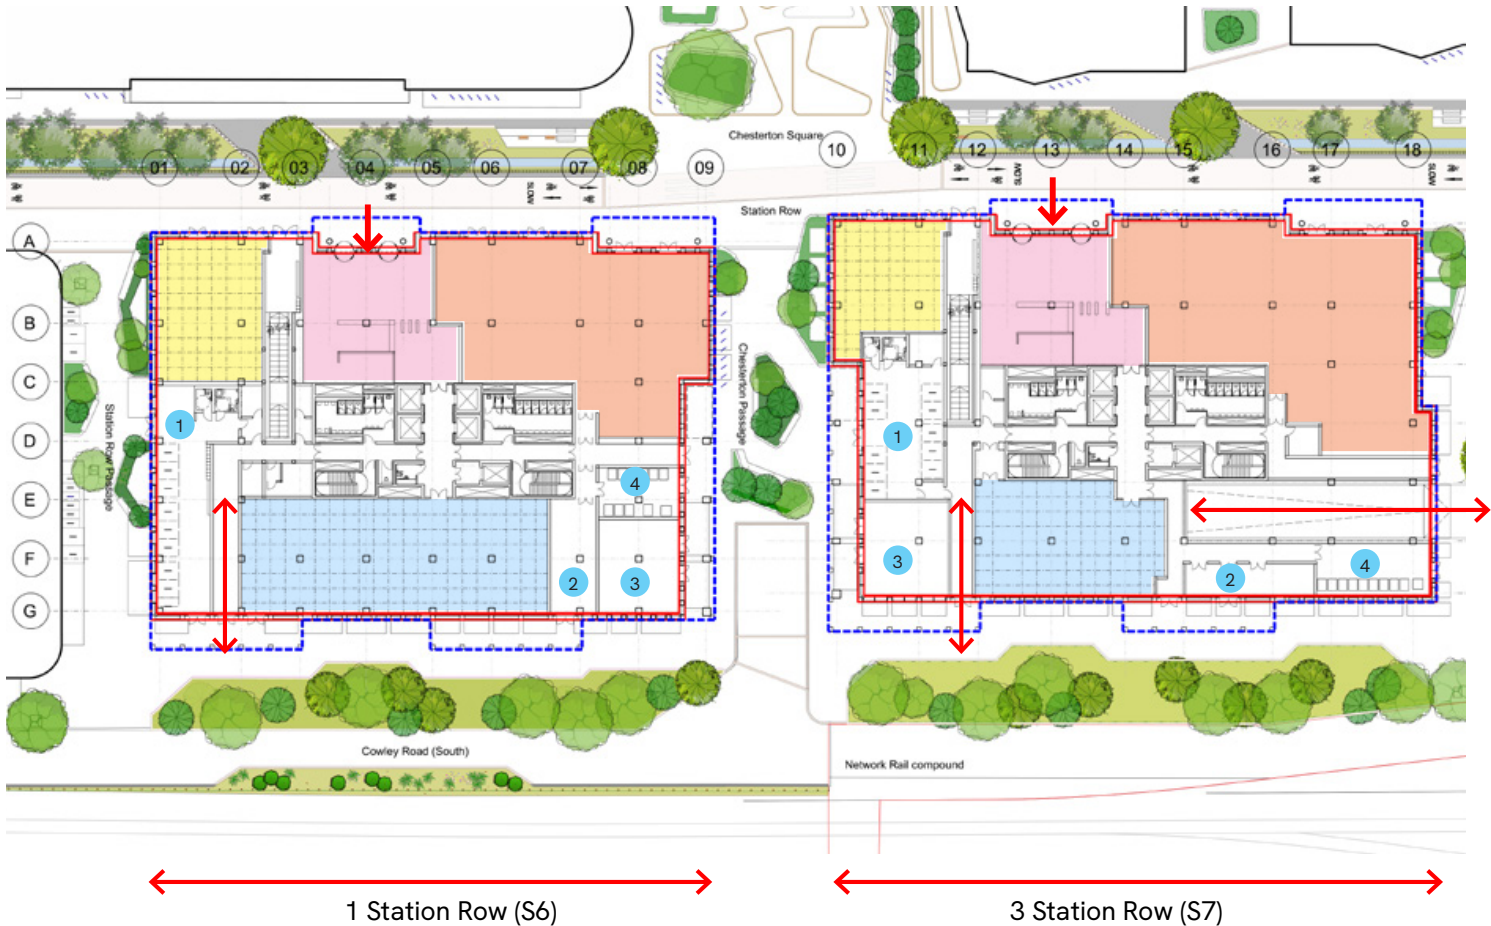 Chesterton Square
01
02
03
04
05
06
07
08
09
10
11
12
13
14
15
16
17
18
SLOW
SLOW
SLOW
Station Row
A
B
C
D
E
F
G
Station Row Passage
Chesterton Passage
1
4
2
3
1
3
2
4
Cowley Road (South)
Network Rail compound
1 Station Row (S6)
3 Station Row (S7)